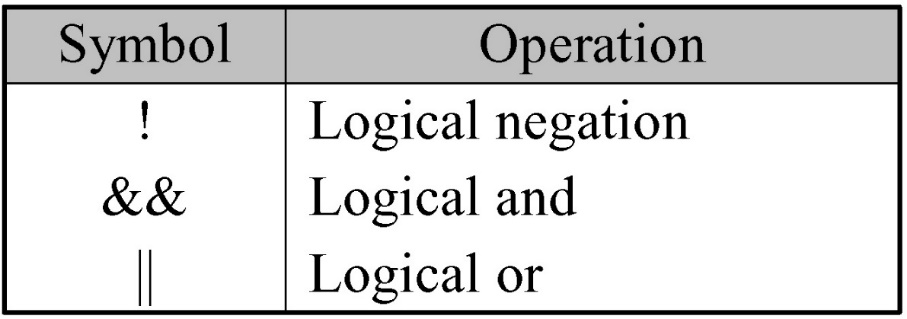 Symbol Operation
! Logical negation
&& Logical and
|| Logical or